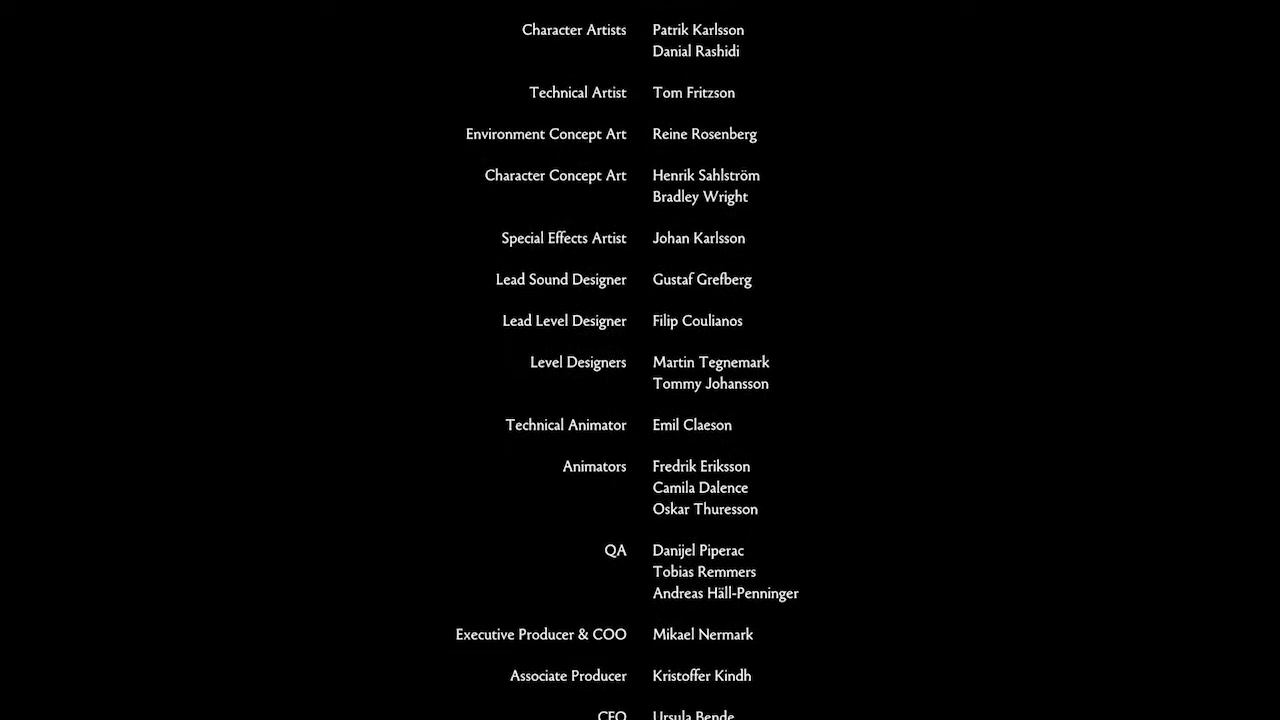 Character Artists Patrik Karlsson
Danial Rashidi
Technical Artist Tom Fritzson
Environment Concept Art Reine Rosenberg
Character Concept Art Henrik Sahlström
Bradley Wright
Special Effects Artist Johan Karlsson
Lead Sound Designer Gustaf Grefberg
Lead Level Designer Filip Coulianos
Level Designers Martin Tegnemark
Tommy Johansson
Technical Animator Emil Claeson
Animators Fredrik Eriksson
Camila Dalence
Oskar Thuresson
QA Danijel Piperac
Tobias Remmers
Andreas Häll-Penninger
Executive Producer & COO Mikael Nermark
Associate Producer Kristoffer Kindh
Ursula Bende